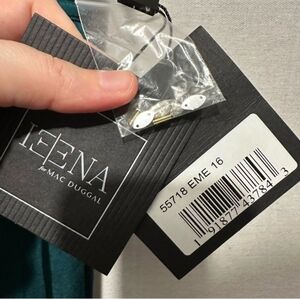 IEENA
for MAC DUGGAL
55718 EME 16
1 91877 43784 3